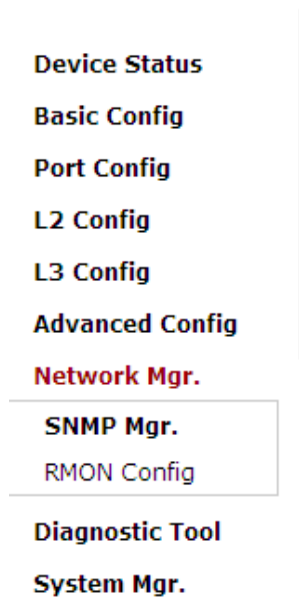 Device Status
Basic Config
Port Config
L2 Config
L3 Config
Advanced Config
Network Mgr.
SNMP Mgr.
RMON Config
Diagnostic Tool
System Mgr.